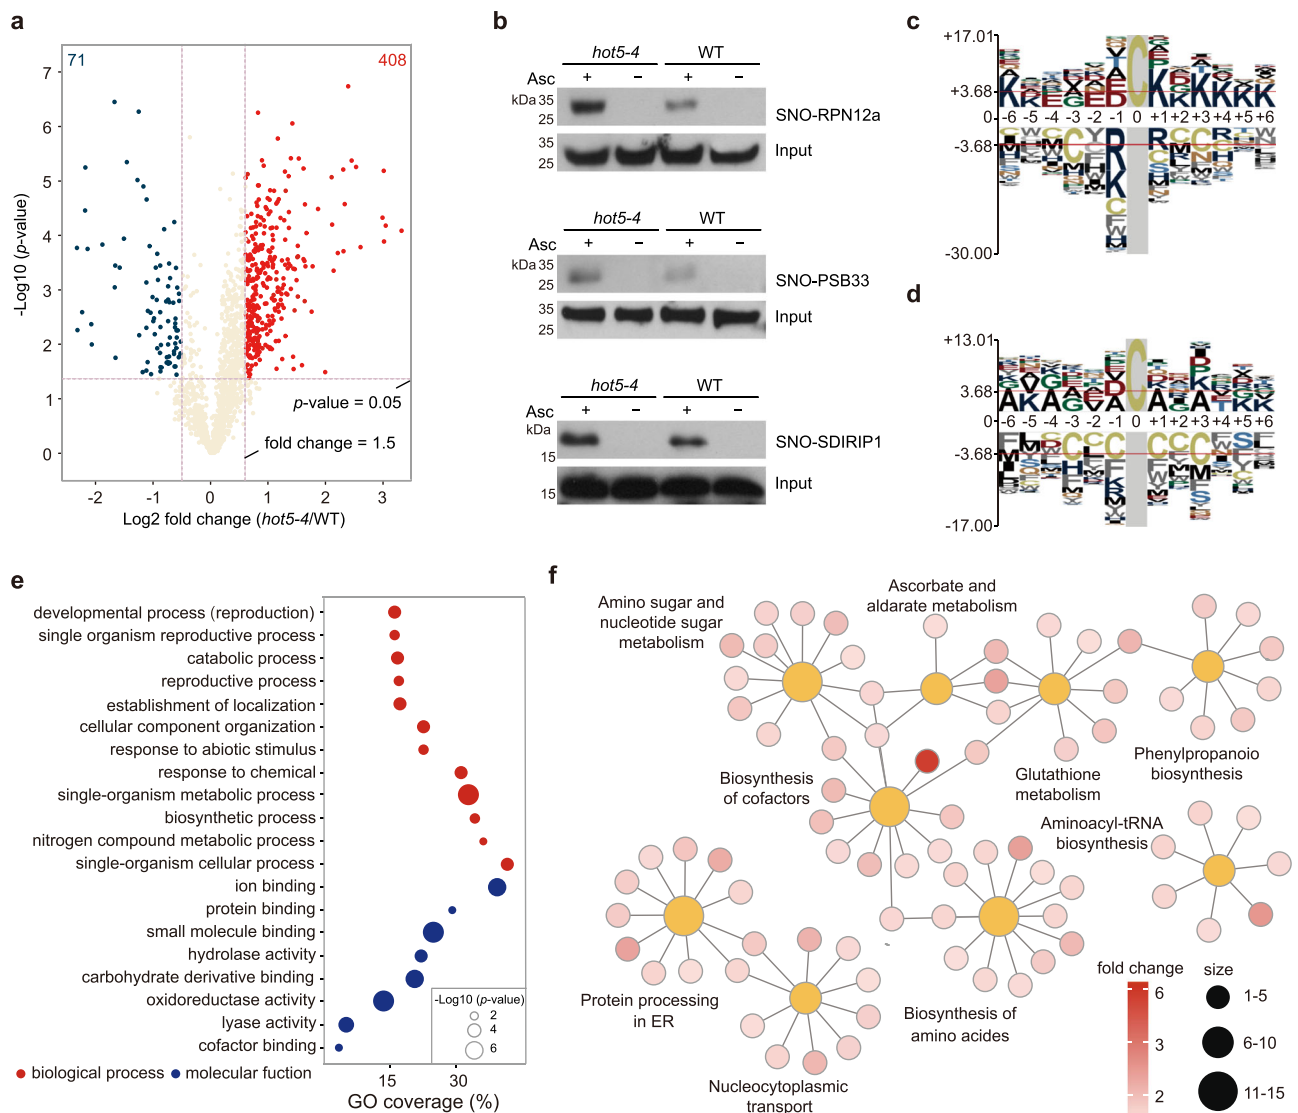 a
71
408
7
6
5
4
3
2
1
0
-Log10 (p-value)
p-value = 0.05
fold change = 1.5
-2
-1
0
1
2
3
Log2 fold change (hot5-4/WT)
b
hot5-4
WT
Asc
+
–
+
–
kDa 35
25
SNO-RPN12a
35
25
Input
hot5-4
WT
Asc
+
–
+
–
kDa 35
25
SNO-PSB33
35
25
Input
hot5-4
WT
Asc
+
–
+
–
kDa
15
SNO-SDIRIP1
15
Input
c
+17.01
+3.68
0
-3.68
-30.00
-6 -5 -4 -3 -2 -1 0 +1 +2 +3 +4 +5 +6
d
+13.01
3.68
0
-3.68
-17.00
-6 -5 -4 -3 -2 -1 0 +1 +2 +3 +4 +5 +6
e
developmental process (reproduction)
single organism reproductive process
catabolic process
reproductive process
establishment of localization
cellular component organization
response to abiotic stimulus
response to chemical
single-organism metabolic process
biosynthetic process
nitrogen compound metabolic process
single-organism cellular process
ion binding
protein binding
small molecule binding
hydrolase activity
carbohydrate derivative binding
oxidoreductase activity
lyase activity
cofactor binding
-Log10 (p-value)
2
4
6
biological process
molecular fuction
15
30
GO coverage (%)
f
Amino sugar and
nucleotide sugar
metabolism
Ascorbate and
aldarate metabolism
Phenylpropanoio
biosynthesis
Biosynthesis
of cofactors
Glutathione
metabolism
Aminoacyl-tRNA
biosynthesis
Protein processing
in ER
Biosynthesis of
amino acides
Nucleocytoplasmic
transport
fold change
6
3
2
size
1-5
6-10
11-15